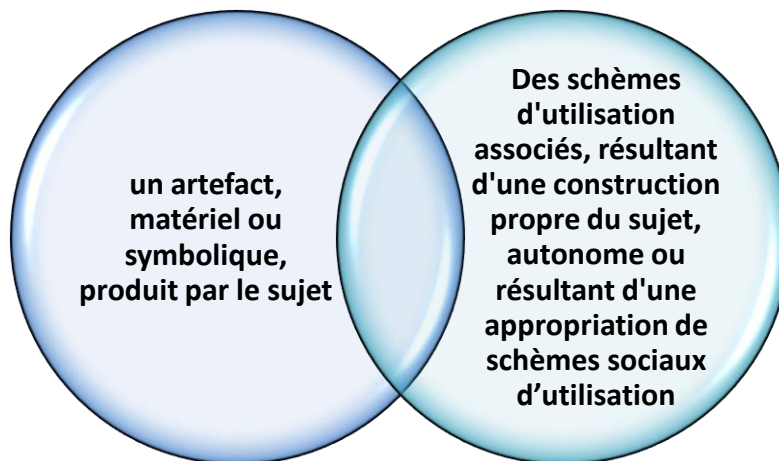 un artefact,
matériel ou
symbolique,
produit par le sujet
Des schèmes
d'utilisation
associés, résultant
d'une construction
propre du sujet,
autonome ou
résultant d'une
appropriation de
schèmes sociaux
d’utilisation